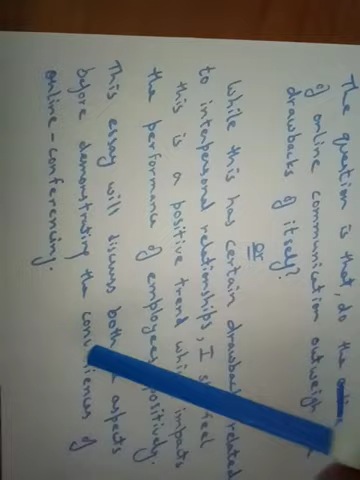 The question is that, do the
of online communication outweigh
drawbacks of itself?
or
While this has certain drawbacks related
to interpersonal relationships, I still feel
this is a positive trend which impacts
the performance of employees positively.
This essay will discuss both aspects
before demonstrating the conveniences of
online-conferencing.